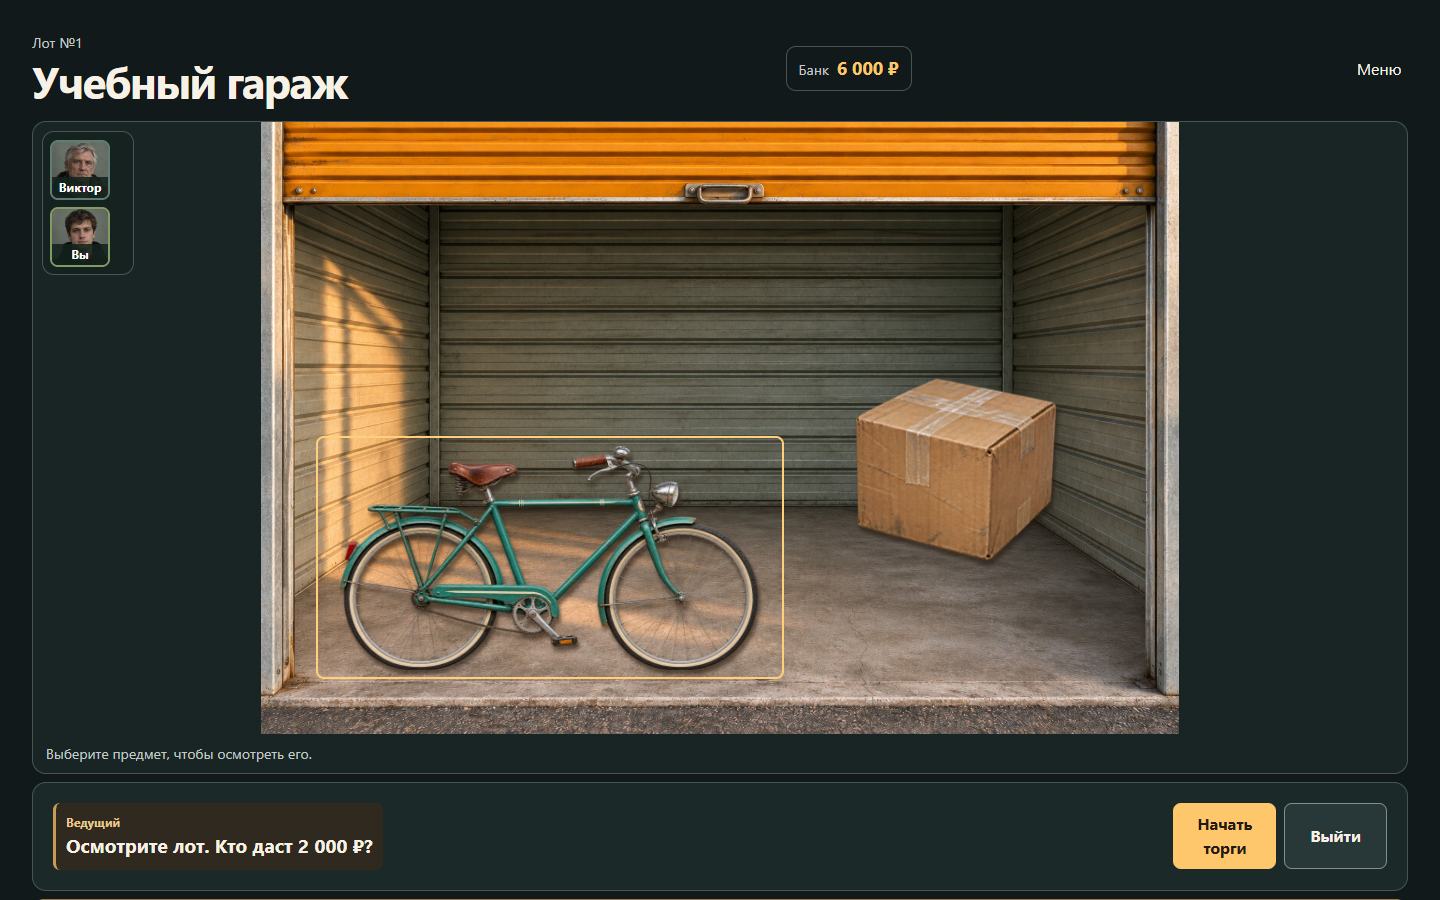 Лот №1
Учебный гараж
Банк 6 000 ₽
Меню
Виктор
Вы
Выберите предмет, чтобы осмотреть его.
Ведущий
Осмотрите лот. Кто даст 2 000 ₽?
Начать
торги
Выйти